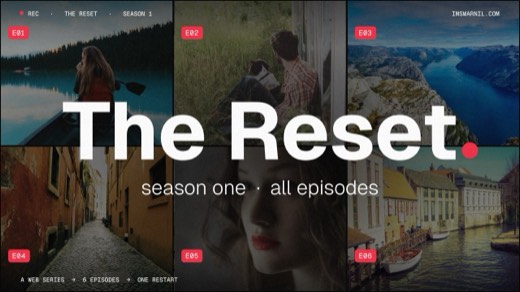 REC · THE RESET · SEASON 1
IMSWARNIL.COM
E01
E02
E03
The Reset.
season one · all episodes
E04
E05
E06
A WEB SERIES → 6 EPISODES → ONE RESTART